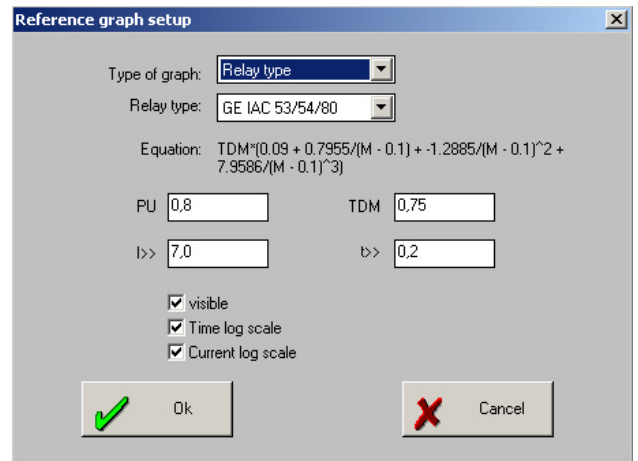 Reference graph setup
Type of graph: Relay type
Relay type: GE IAC 53/54/80
Equation: TDM*(0.09 + 0.7955/(M - 0.1) + -1.2885/(M - 0.1)^2 +
7.9586/(M - 0.1)^3)
PU 0,8 TDM 0,75
I>> 7,0 t>> 0,2
visible
Time log scale
Current log scale
Ok Cancel